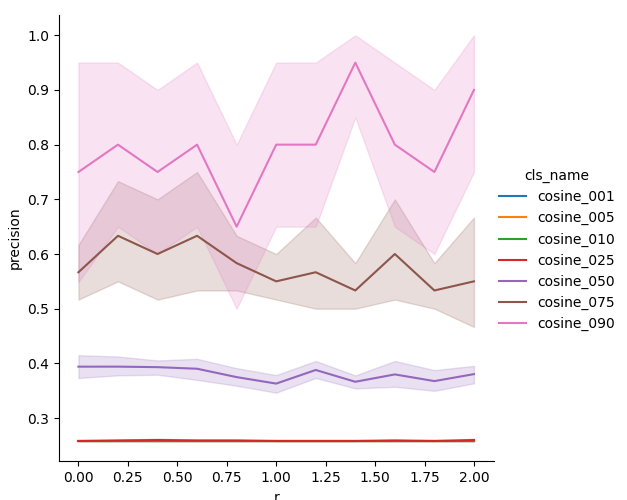 1.0
0.9
0.8
0.7
0.6
0.5
0.4
0.3
precision
0.00 0.25 0.50 0.75 1.00 1.25 1.50 1.75 2.00
r
cls_name
cosine_001
cosine_005
cosine_010
cosine_025
cosine_050
cosine_075
cosine_090